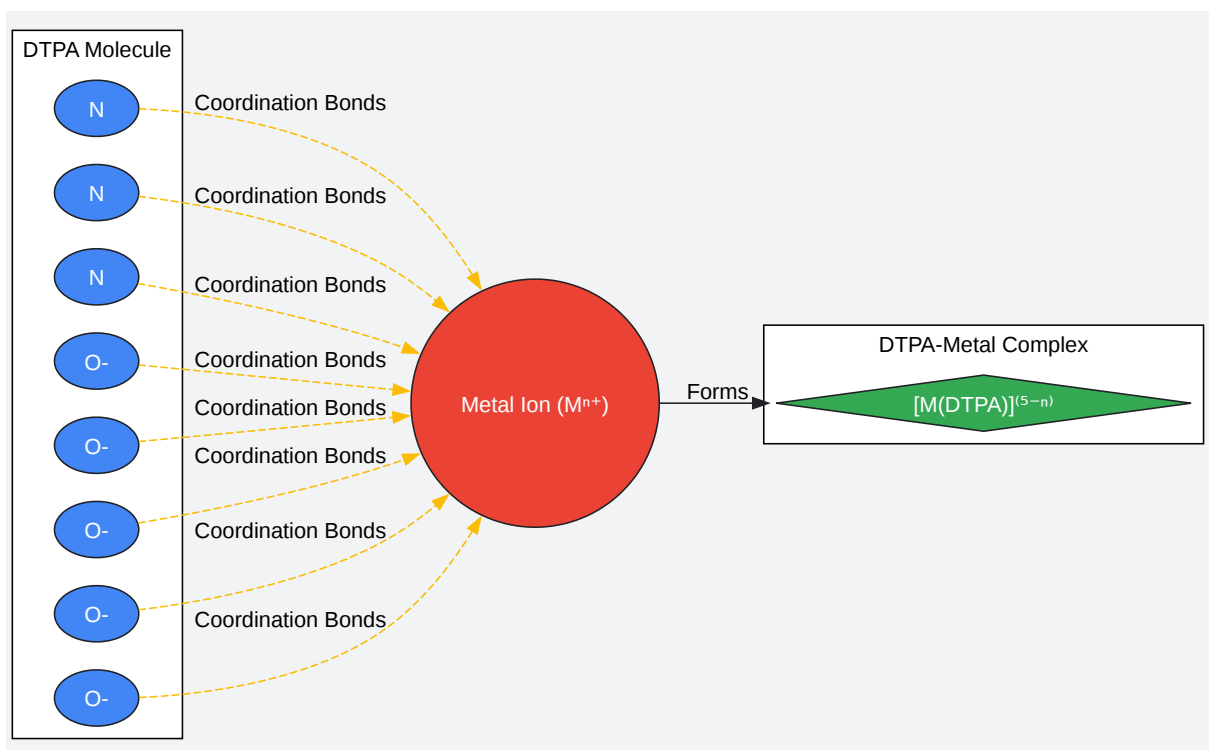 DTPA Molecule
N
Coordination Bonds
N
Coordination Bonds
N
Coordination Bonds
O-
Coordination Bonds
O-
Coordination Bonds
O-
Coordination Bonds
O-
Coordination Bonds
O-
Coordination Bonds
Metal Ion (Mⁿ⁺)
Forms
DTPA-Metal Complex
[M(DTPA)]⁽⁵⁻ⁿ⁾